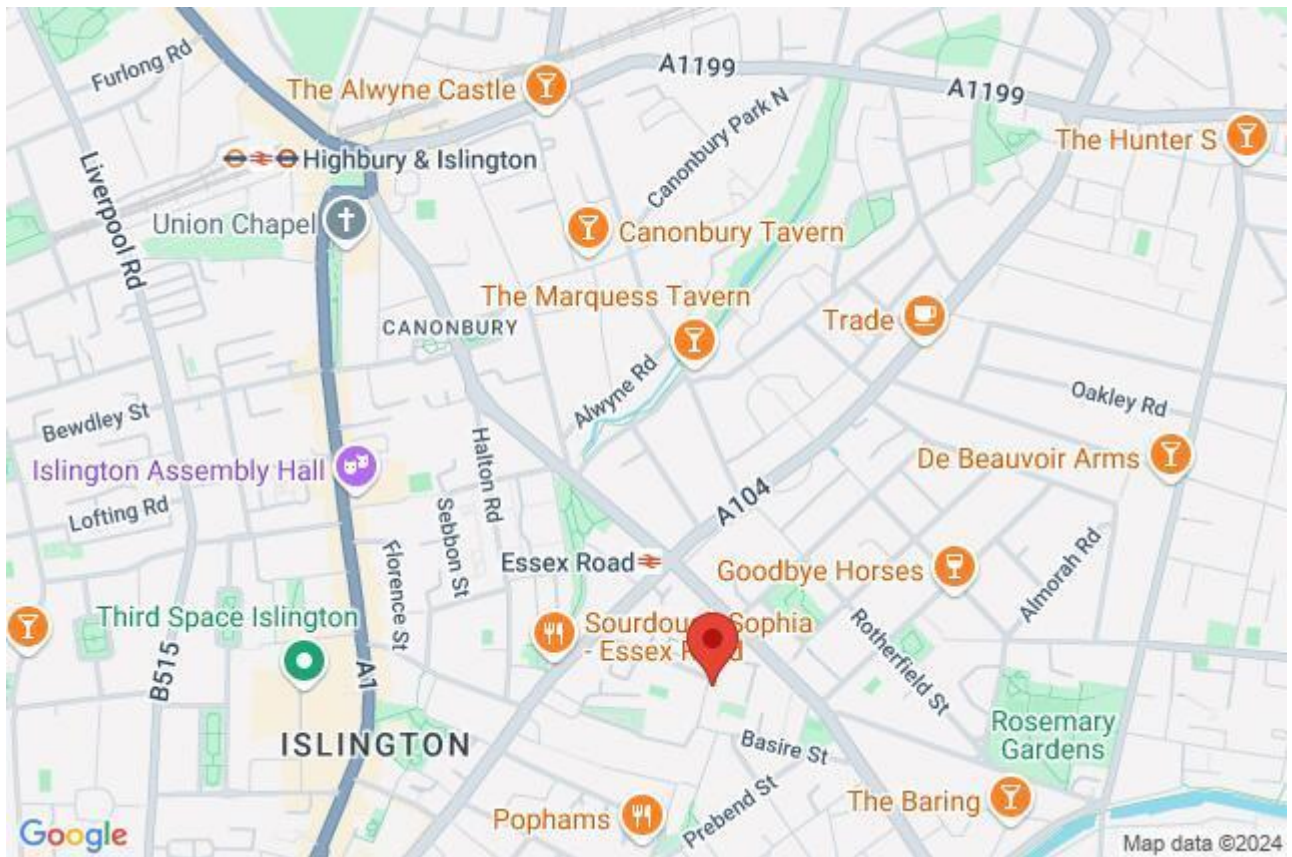 Furlong Rd
The Alwyne Castle
A1199
A1199
The Hunter S
Highbury & Islington
Canonbury Park N
Liverpool Rd
Union Chapel
Canonbury Tavern
The Marquess Tavern
Trade
CANONBURY
Alwyne Rd
Oakley Rd
Bewdley St
Halton Rd
Islington Assembly Hall
De Beauvoir Arms
A104
Lofting Rd
Sebbon St
Florence St
Essex Road
Goodbye Horses
Almorah Rd
Third Space Islington
Sophia
- Essex
Rotherfield St
B515
A1
ISLINGTON
Basire St
Rosemary
Gardens
Prebend St
The Baring
Pophams
Google
Map data ©2024